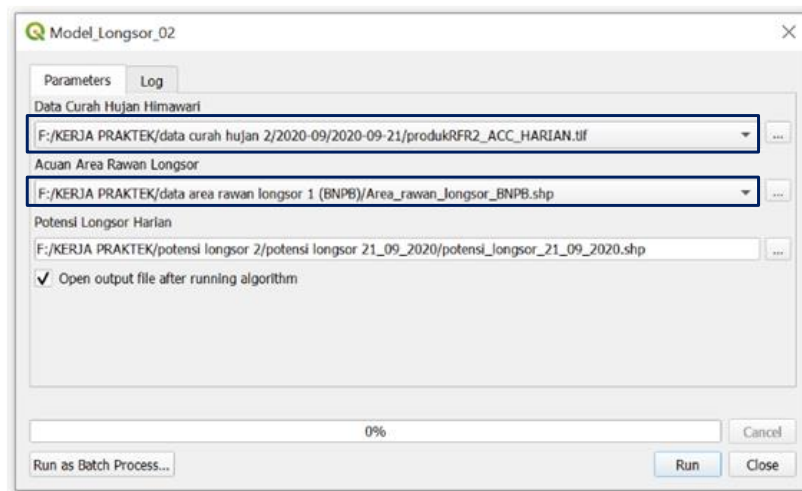 Model_Longsor_02
Parameters Log
Data Curah Hujan Himawari
F:/KERJA PRAKTEK/data curah hujan 2/2020-09/2020-09-21/produkRFR2_ACC_HARIAN.tif
...
Acuan Area Rawan Longsor
F:/KERJA PRAKTEK/data area rawan longsor 1 (BNPB)/Area_rawan_longsor_BNPB.shp
...
Potensi Longsor Harian
F:/KERJA PRAKTEK/potensi longsor 2/potensi longsor 21_09_2020/potensi_longsor_21_09_2020.shp
...
Open output file after running algorithm
0% Cancel
Run as Batch Process... Run Close